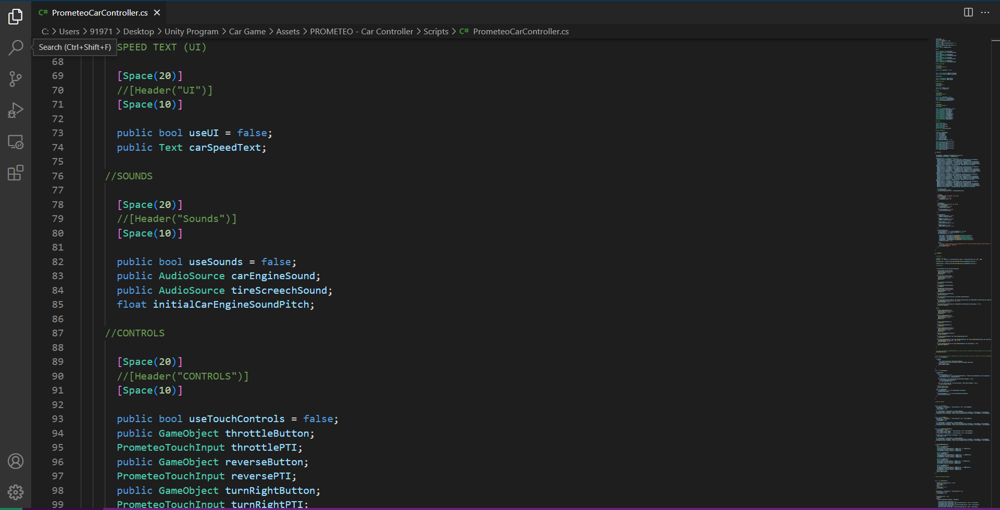 C# PrometeoCarController.cs
C: > Users > 91971 > Desktop > Unity Program > Car Game > Assets > PROMETEO - Car Controller > Scripts > C# PrometeoCarController.cs
Search (Ctrl+Shift+F)
SPEED TEXT (UI)
68
69 [Space(20)]
70 //[Header("UI")]
71 [Space(10)]
72
73 public bool useUI = false;
74 public Text carSpeedText;
75
76 //SOUNDS
77
78 [Space(20)]
79 //[Header("Sounds")]
80 [Space(10)]
81
82 public bool useSounds = false;
83 public AudioSource carEngineSound;
84 public AudioSource tireScreechSound;
85 float initialCarEngineSoundPitch;
86
87 //CONTROLS
88
89 [Space(20)]
90 //[Header("CONTROLS")]
91 [Space(10)]
92
93 public bool useTouchControls = false;
94 public GameObject throttleButton;
95 PrometeoTouchInput throttlePTI;
96 public GameObject reverseButton;
97 PrometeoTouchInput reversePTI;
98 public GameObject turnRightButton;
99 PrometeoTouchInput turnRightPTI;